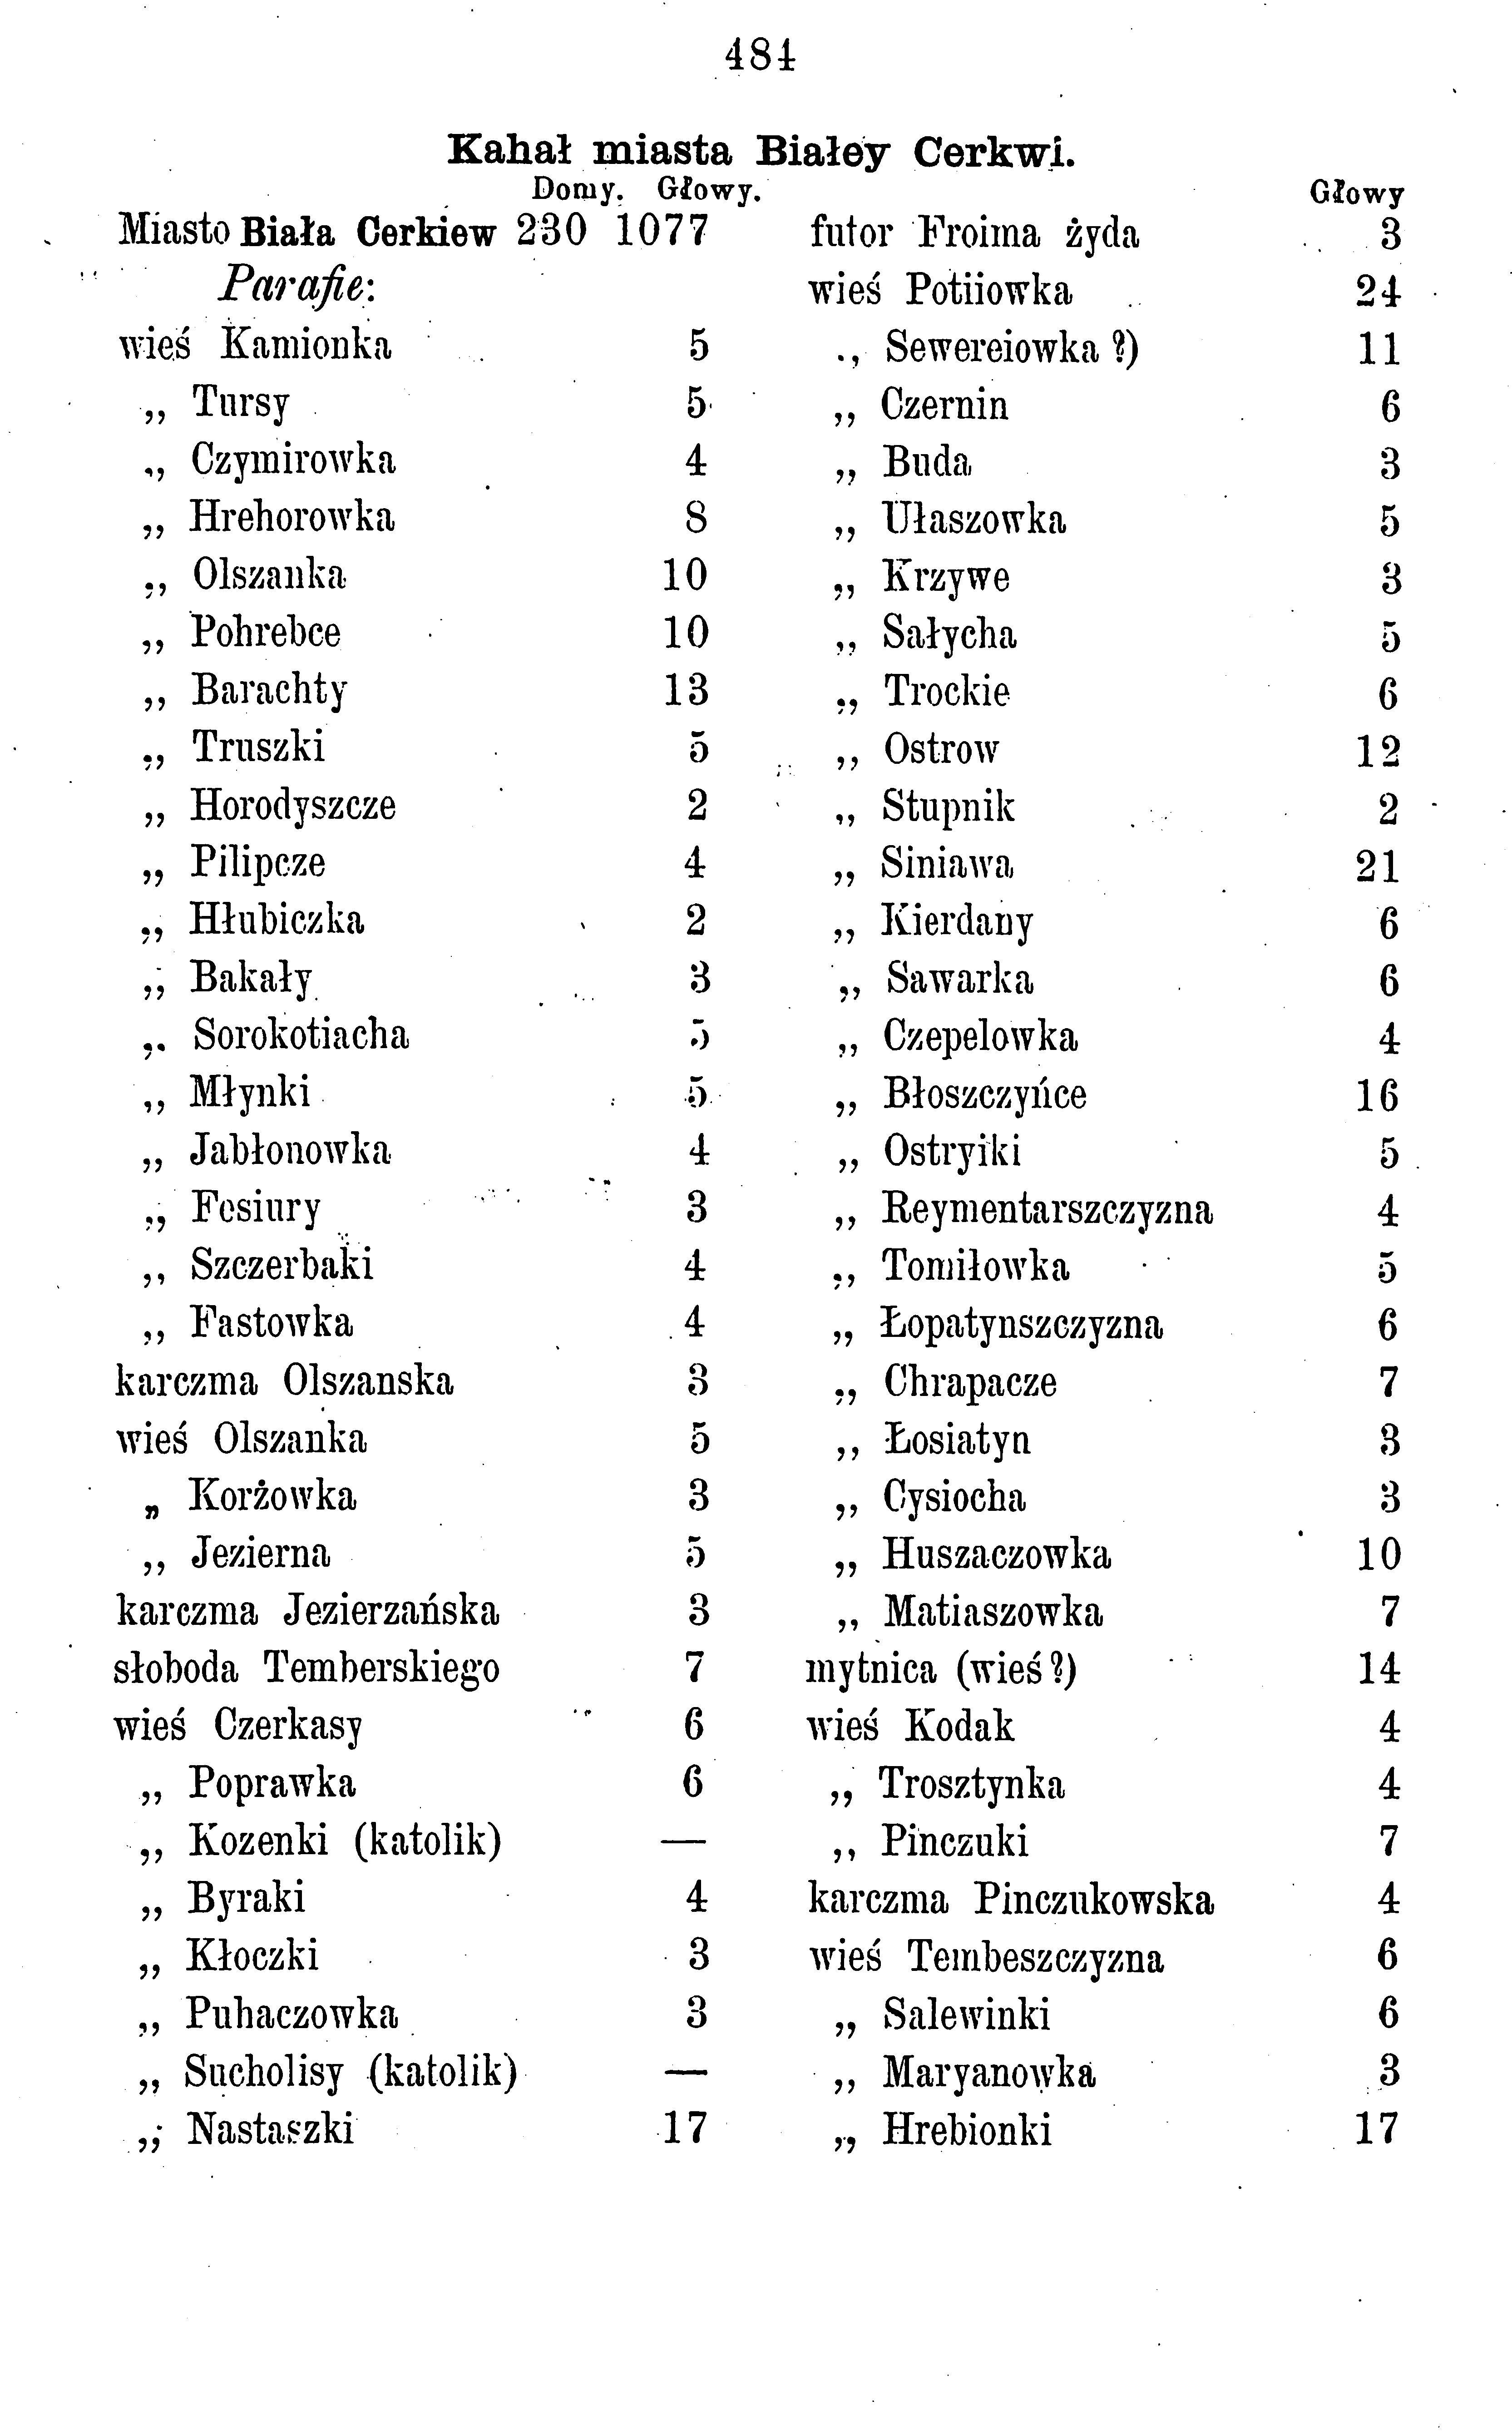 484
Kahał miasta Białey Cerkwi.
Domy. Głowy.
Miasto Biała Cerkiew 230 1077
Parafie:
wieś Kamionka 5
„ Tursy 5
„ Czymirowka 4
„ Hrehorowka 8
„ Olszanka 10
„ Pohrebce 10
„ Barachty 13
„ Truszki 5
„ Horodyszcze 2
„ Pilipcze 4
„ Hłubiczka 2
„ Bakały 3
„ Sorokotiacha 5
„ Młynki 5
„ Jabłonowka 4
„ Fesiury 3
„ Szczerbaki 4
„ Fastowka 4
karczma Olszanska 3
wieś Olszanka 5
„ Korżowka 3
„ Jezierna 5
karczma Jezierzańska 3
słoboda Temberskiego 7
wieś Czerkasy 6
„ Poprawka 6
„ Kozenki (katolik) —
„ Byraki 4
„ Kłoczki 3
„ Puhaczowka 3
„ Sucholisy (katolik) —
„ Nastaszki 17
Głowy
futor Froima żyda 3
wieś Potiiowka 24
„ Sewereiowka ?) 11
„ Czernin 6
„ Buda 3
„ Ułaszowka 5
„ Krzywe 3
„ Sałycha 5
„ Trockie 6
„ Ostrow 12
„ Stupnik 2
„ Siniawa 21
„ Kierdany 6
„ Sawarka 6
„ Czepelowka 4
„ Błoszczyńce 16
„ Ostryiki 5
„ Reymentarszczyzna 4
„ Tomiłowka 5
„ Łopatynszczyzna 6
„ Chrapacze 7
„ Łosiatyn 3
„ Cysiocha 3
„ Huszaczowka 10
„ Matiaszowka 7
mytnica (wieś?) 14
wieś Kodak 4
„ Trosztynka 4
„ Pinczuki 7
karczma Pinczukowska 4
wieś Tembeszczyzna 6
„ Salewinki 6
„ Maryanowka 3
„ Hrebionki 17